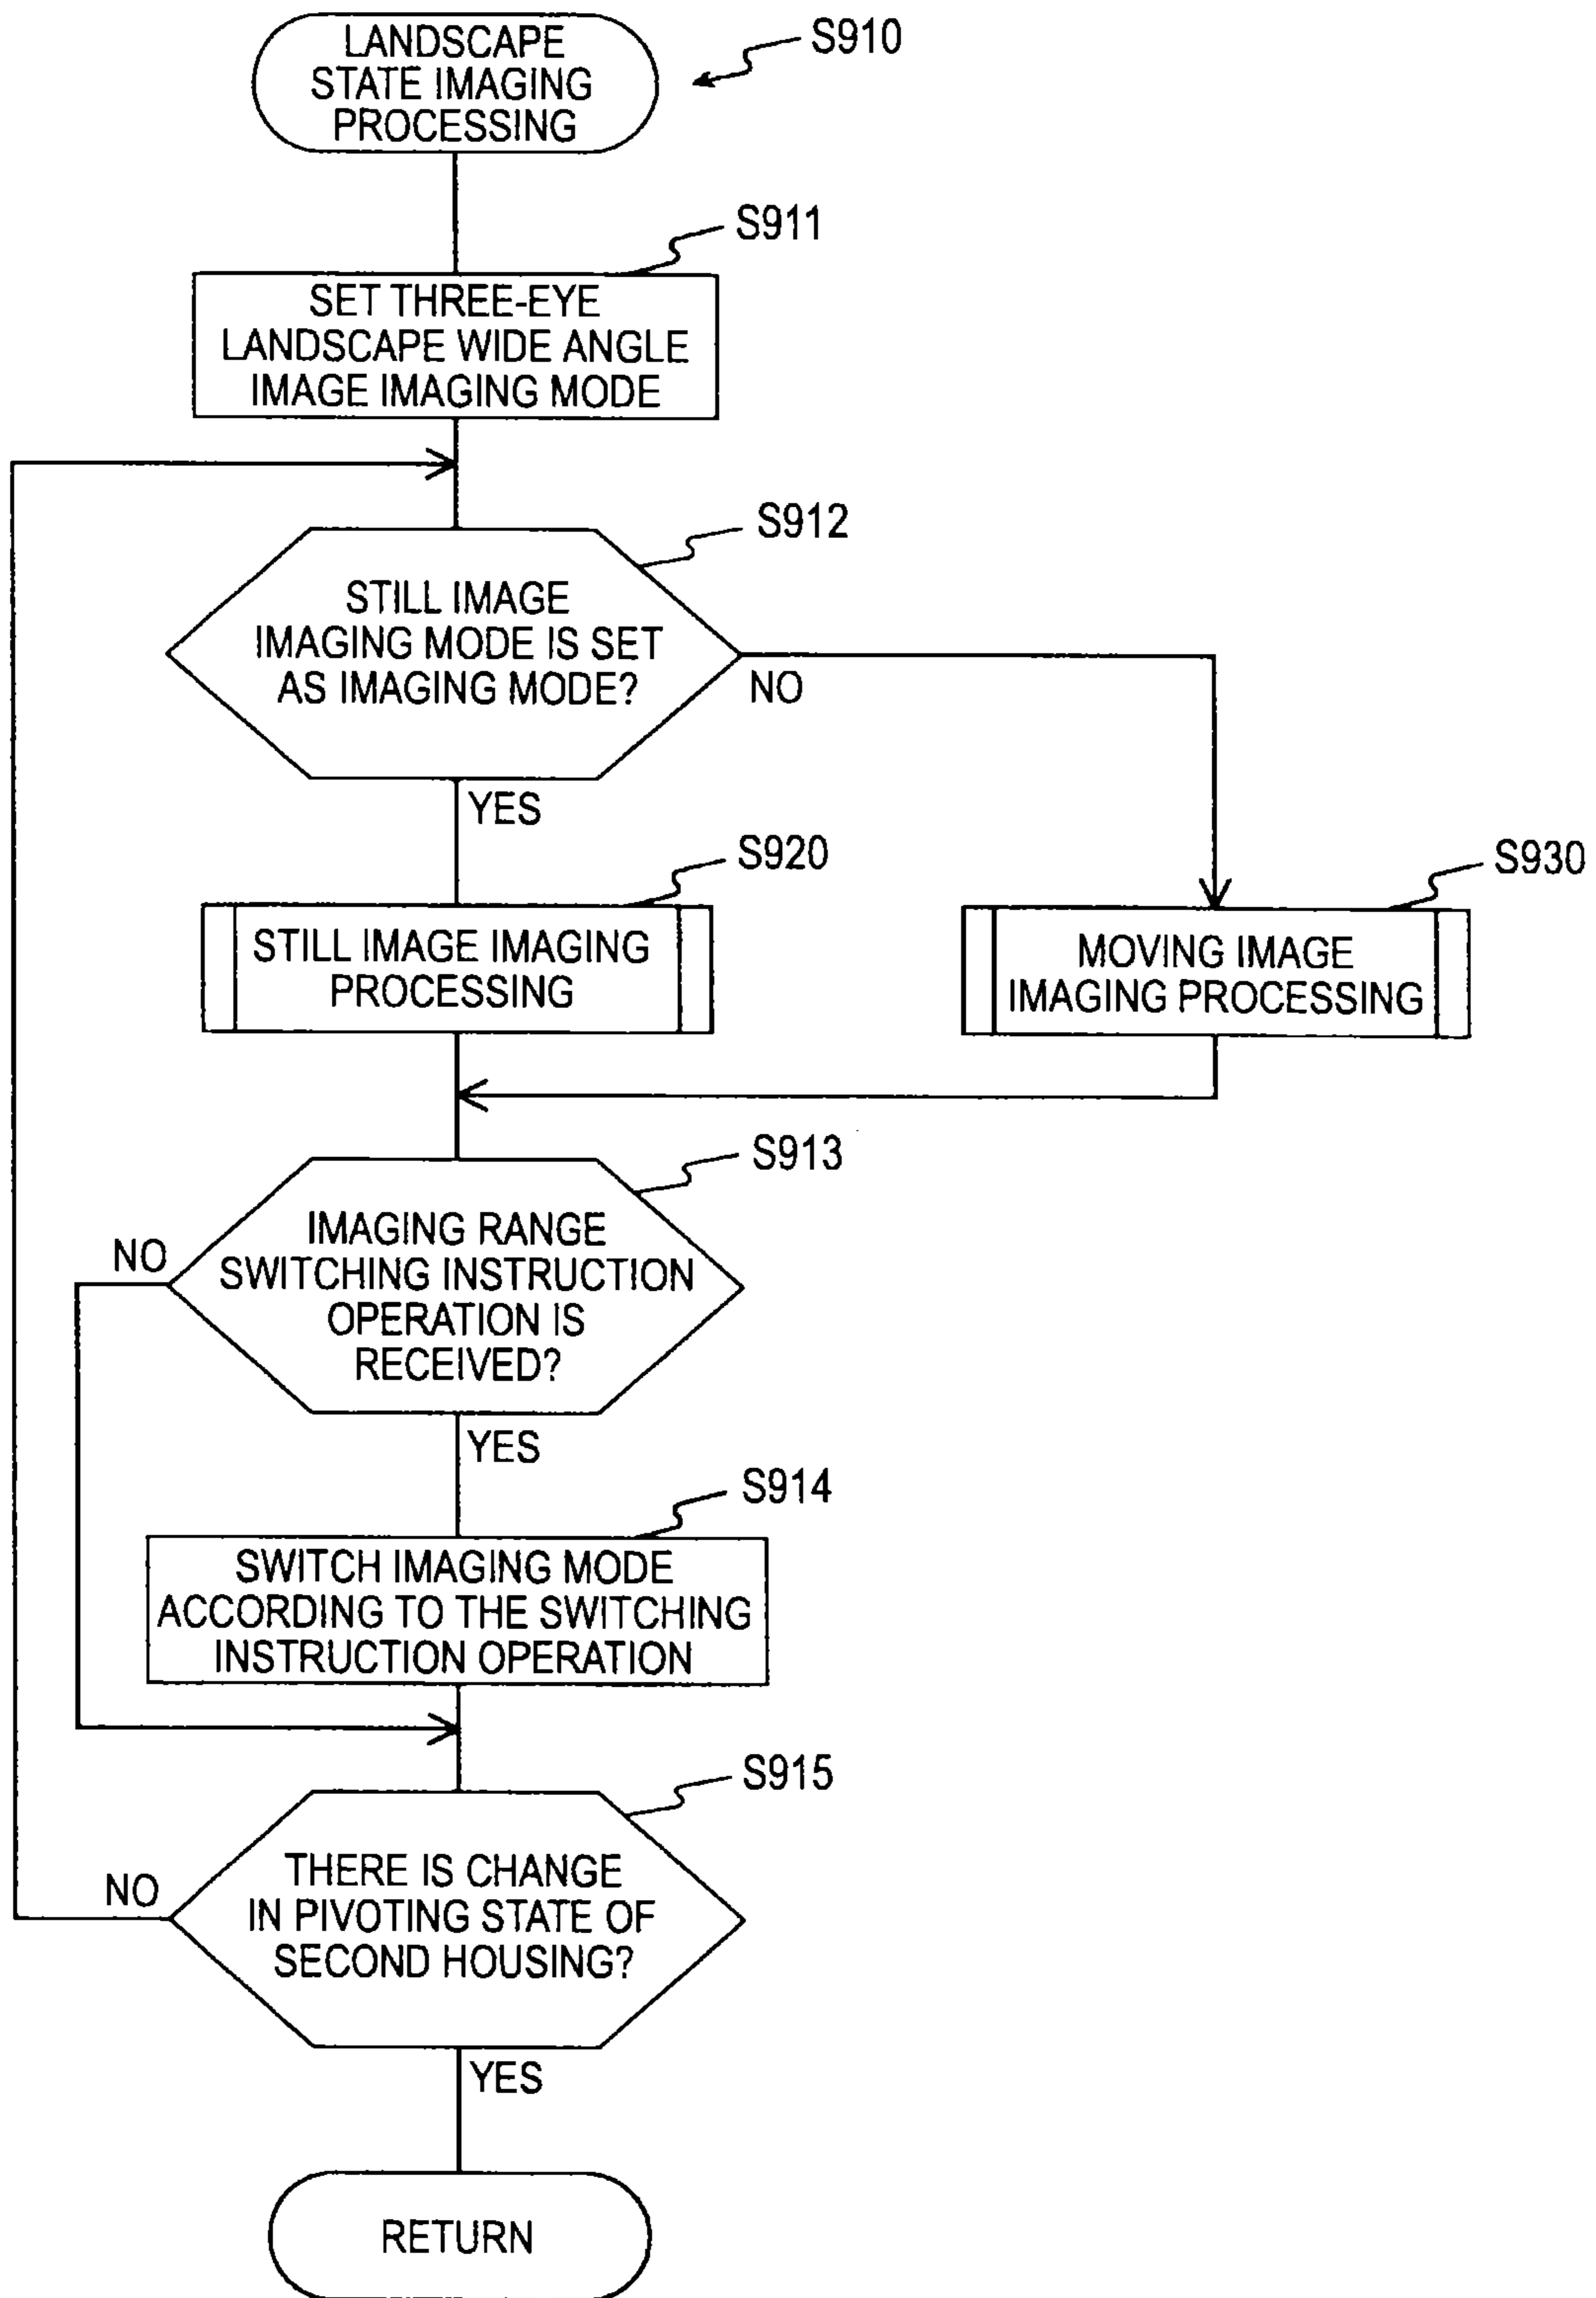 LANDSCAPE
STATE IMAGING
PROCESSING
S910
S911
SET THREE-EYE
LANDSCAPE WIDE ANGLE
IMAGE IMAGING MODE
S912
STILL IMAGE
IMAGING MODE IS SET
AS IMAGING MODE?
NO
YES
S920
STILL IMAGE IMAGING
PROCESSING
S930
MOVING IMAGE
IMAGING PROCESSING
S913
IMAGING RANGE
SWITCHING INSTRUCTION
OPERATION IS
RECEIVED?
NO
YES
S914
SWITCH IMAGING MODE
ACCORDING TO THE SWITCHING
INSTRUCTION OPERATION
S915
THERE IS CHANGE
IN PIVOTING STATE OF
SECOND HOUSING?
NO
YES
RETURN